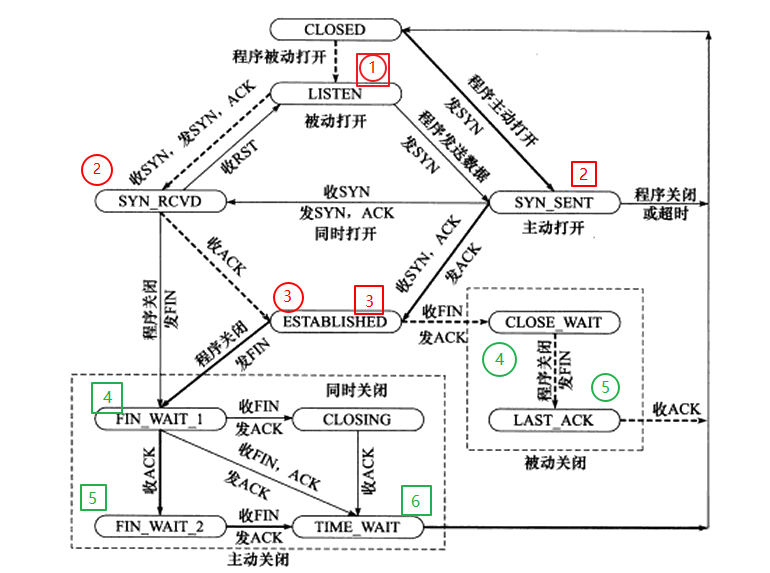 CLOSED
程序被动打开
1
LISTEN
被动打开
收SYN，发SYN，ACK
收RST
程序发送数据
发SYN
程序主动打开
发SYN
2
SYN_RCVD
收SYN
发SYN，ACK
同时打开
2
SYN_SENT
主动打开
程序关闭
或超时
收ACK
收SYN，ACK
发ACK
程序关闭
发FIN
3
3
ESTABLISHED
收FIN
发ACK
CLOSE_WAIT
程序关闭
发FIN
4
程序关闭
发FIN
5
LAST_ACK
收ACK
被动关闭
同时关闭
4
FIN_WAIT_1
收FIN
发ACK
CLOSING
收ACK
收FIN，ACK
发ACK
收ACK
5
FIN_WAIT_2
收FIN
发ACK
6
TIME_WAIT
主动关闭